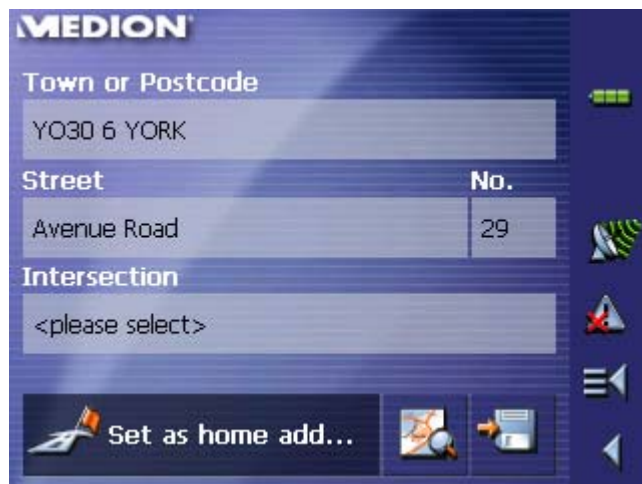 MEDION
Town or Postcode
YO30 6 YORK
Street No.
Avenue Road 29
Intersection
<please select>
Set as home add...